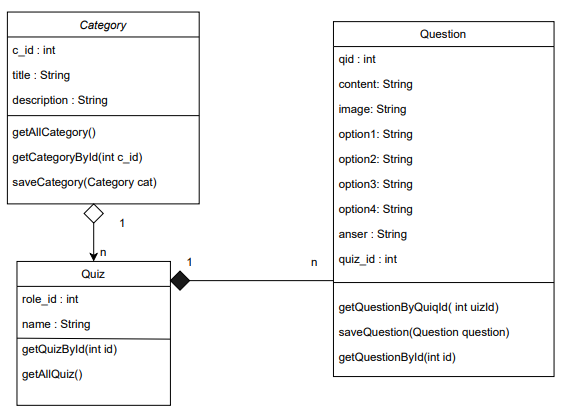 Category
c_id : int
title : String
description : String
getAllCategory()
getCategoryById(int c_id)
saveCategory(Category cat)
1
n
Quiz
role_id : int
name : String
getQuizById(int id)
getAllQuiz()
1
n
Question
qid : int
content: String
image: String
option1: String
option2: String
option3: String
option4: String
anser : String
quiz_id : int
getQuestionByQuiqId( int uizId)
saveQuestion(Question question)
getQuestionById(int id)